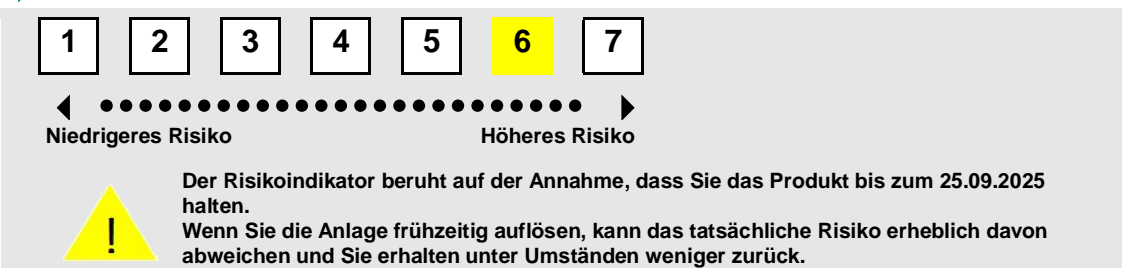 1 2 3 4 5 6 7
Niedrigeres Risiko Höheres Risiko
Der Risikoindikator beruht auf der Annahme, dass Sie das Produkt bis zum 25.09.2025
halten.
!
Wenn Sie die Anlage frühzeitig auflösen, kann das tatsächliche Risiko erheblich davon
abweichen und Sie erhalten unter Umständen weniger zurück.